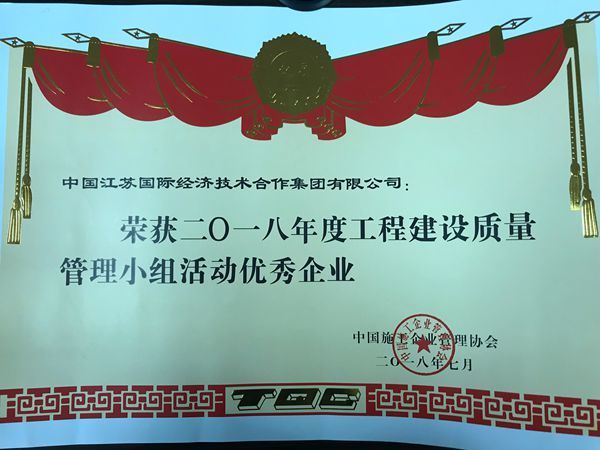 中国江苏国际经济技术合作集团有限公司：
荣获二〇一八年度工程建设质量
管理小组活动优秀企业
中国施工企业管理协会
二〇一八年七月
TQC